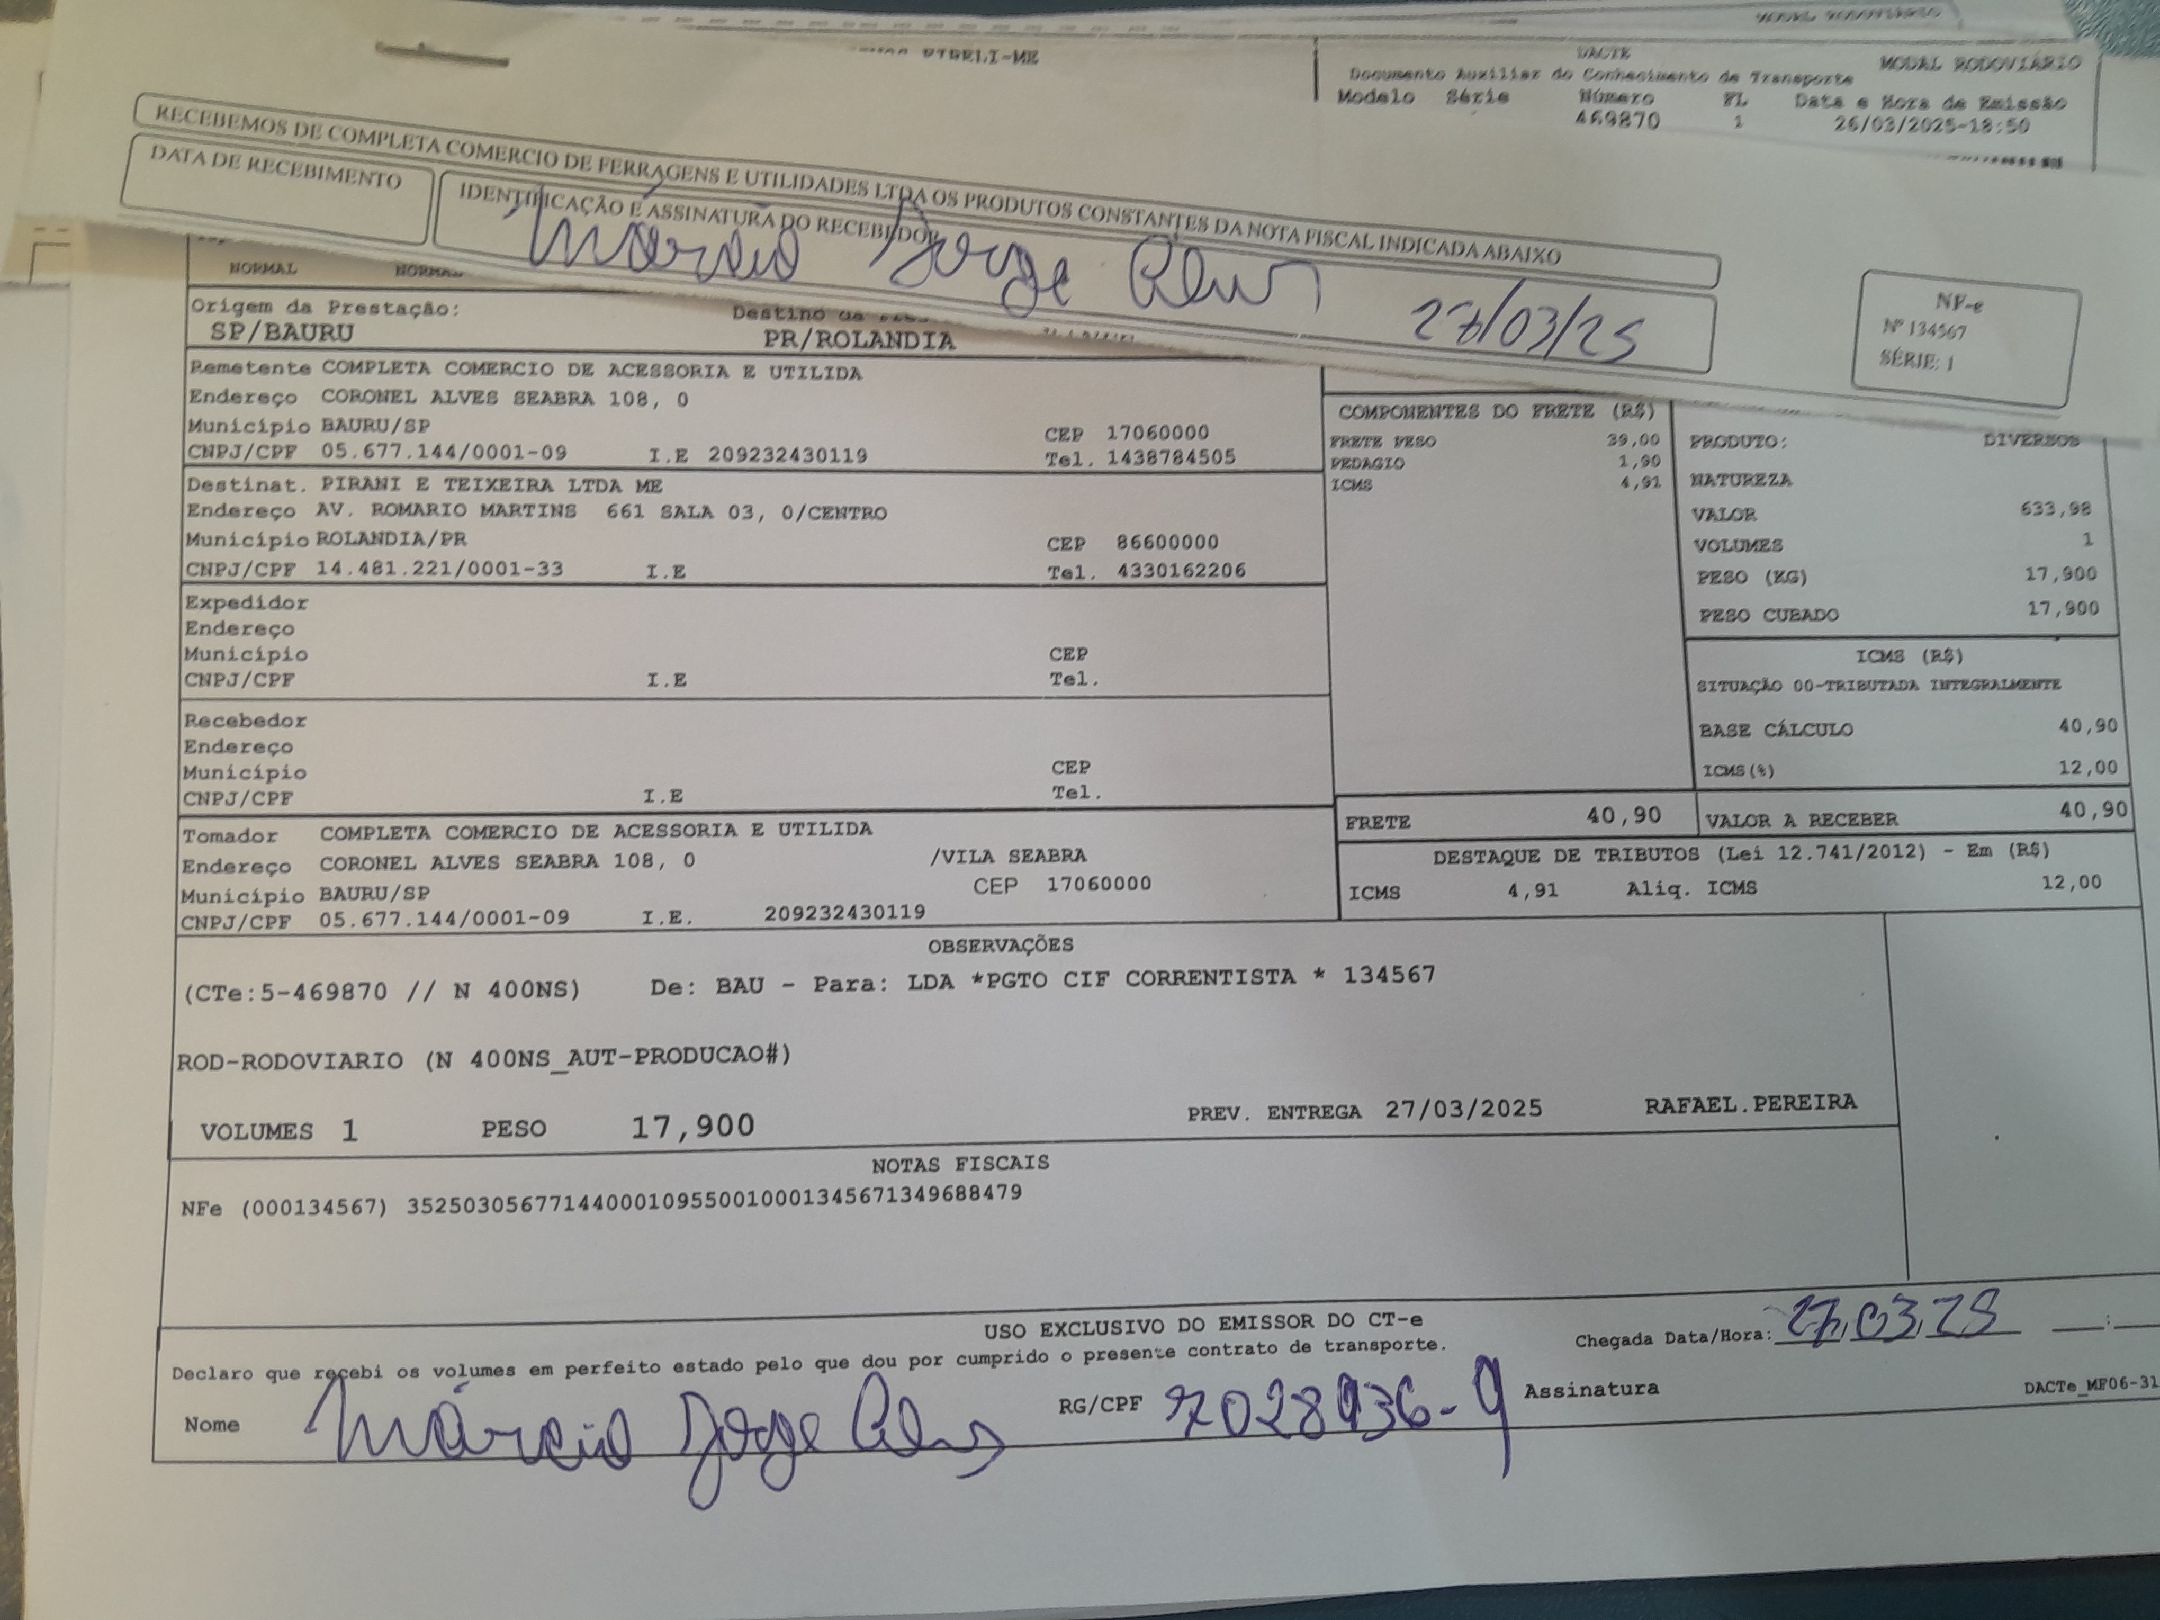 EIRELI-ME
DACTE
MODAL RODOVIÁRIO
Documento Auxiliar do Conhecimento de Transporte
Modelo Série Número FL Data e Hora de Emissão
469870 1 26/03/2025-18:50
RECEBEMOS DE COMPLETA COMERCIO DE FERRAGENS E UTILIDADES LTDA OS PRODUTOS CONSTANTES DA NOTA FISCAL INDICADA ABAIXO
DATA DE RECEBIMENTO
IDENTIFICAÇÃO E ASSINATURA DO RECEBEDOR
Márcio Jorge
27/03/25
NF-e
Nº 134567
SÉRIE: 1
NORMAL NORMAL
Origem da Prestação: Destino da
SP/BAURU PR/ROLANDIA
Remetente COMPLETA COMERCIO DE ACESSORIA E UTILIDA
Endereço CORONEL ALVES SEABRA 108, 0
Município BAURU/SP CEP 17060000
CNPJ/CPF 05.677.144/0001-09 I.E 209232430119 Tel. 1438784505
Destinat. PIRANI E TEIXEIRA LTDA ME
Endereço AV. ROMARIO MARTINS 661 SALA 03, 0/CENTRO
Município ROLANDIA/PR CEP 86600000
CNPJ/CPF 14.481.221/0001-33 I.E Tel. 4330162206
Expedidor
Endereço
Município CEP
CNPJ/CPF I.E Tel.
Recebedor
Endereço
Município CEP
CNPJ/CPF I.E Tel.
Tomador COMPLETA COMERCIO DE ACESSORIA E UTILIDA
Endereço CORONEL ALVES SEABRA 108, 0 /VILA SEABRA
Município BAURU/SP CEP 17060000
CNPJ/CPF 05.677.144/0001-09 I.E. 209232430119
COMPONENTES DO FRETE (R$)
FRETE PESO 39,00
PEDAGIO 1,90
ICMS 4,91
PRODUTO: DIVERSOS
NATUREZA
VALOR 633,98
VOLUMES 1
PESO (KG) 17,900
PESO CUBADO 17,900
ICMS (R$)
SITUAÇÃO 00-TRIBUTADA INTEGRALMENTE
BASE CÁLCULO 40,90
ICMS(%) 12,00
FRETE 40,90 VALOR A RECEBER 40,90
DESTAQUE DE TRIBUTOS (Lei 12.741/2012) - Em (R$)
ICMS 4,91 Aliq. ICMS 12,00
OBSERVAÇÕES
(CTe:5-469870 // N 400NS) De: BAU - Para: LDA *PGTO CIF CORRENTISTA * 134567
ROD-RODOVIARIO (N 400NS_AUT-PRODUCAO#)
VOLUMES 1 PESO 17,900 PREV. ENTREGA 27/03/2025 RAFAEL.PEREIRA
NOTAS FISCAIS
NFe (000134567) 35250305677144000109550010001345671349688479
USO EXCLUSIVO DO EMISSOR DO CT-e
Declaro que recebi os volumes em perfeito estado pelo que dou por cumprido o presente contrato de transporte.
Chegada Data/Hora: 27/03/25 __:__
Nome Márcio Jorge RG/CPF 7028936-9 Assinatura
DACTe_MF06-31